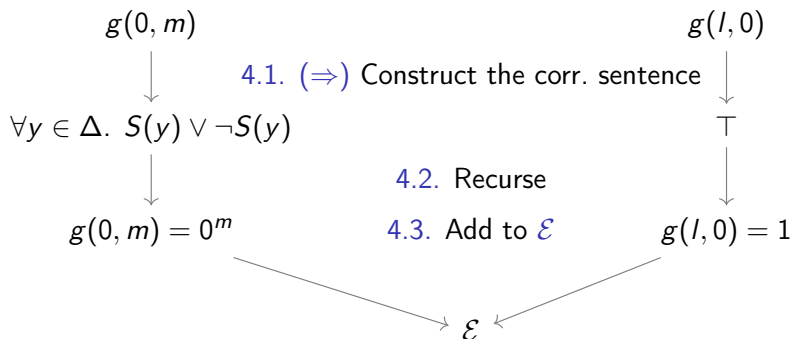 g(0, m) g(l, 0)
4.1. (⇒) Construct the corr. sentence
∀y ∈ Δ. S(y) ∨ ¬S(y) ⊤
4.2. Recurse
g(0, m) = 0^m 4.3. Add to ℰ g(l, 0) = 1
ℰ